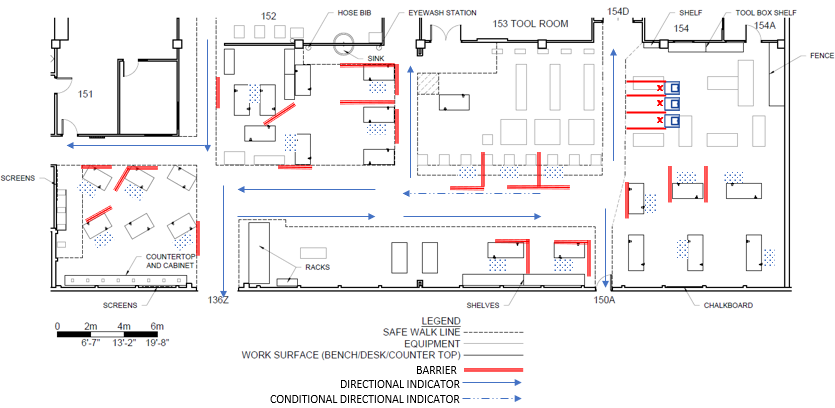 154D
152
HOSE BIB
EYEWASH STATION
153 TOOL ROOM
SHELF
TOOL BOX SHELF
154
154A
SINK
FENCE
151
X
X
X
SCREENS
COUNTERTOP
AND CABINET
RACKS
SCREENS
136Z
SHELVES
150A
CHALKBOARD
0 2m 4m 6m
6'-7" 13'-2" 19'-8"
LEGEND
SAFE WALK LINE
EQUIPMENT
WORK SURFACE (BENCH/DESK/COUNTER TOP)
BARRIER
DIRECTIONAL INDICATOR
CONDITIONAL DIRECTIONAL INDICATOR